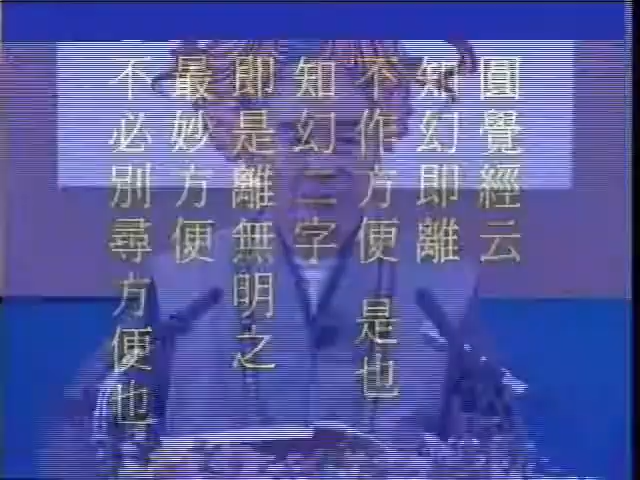 圓覺經云
知幻即離
不作方便 是也
知幻二字
即是離無明之
最妙方便
不必別尋方便也